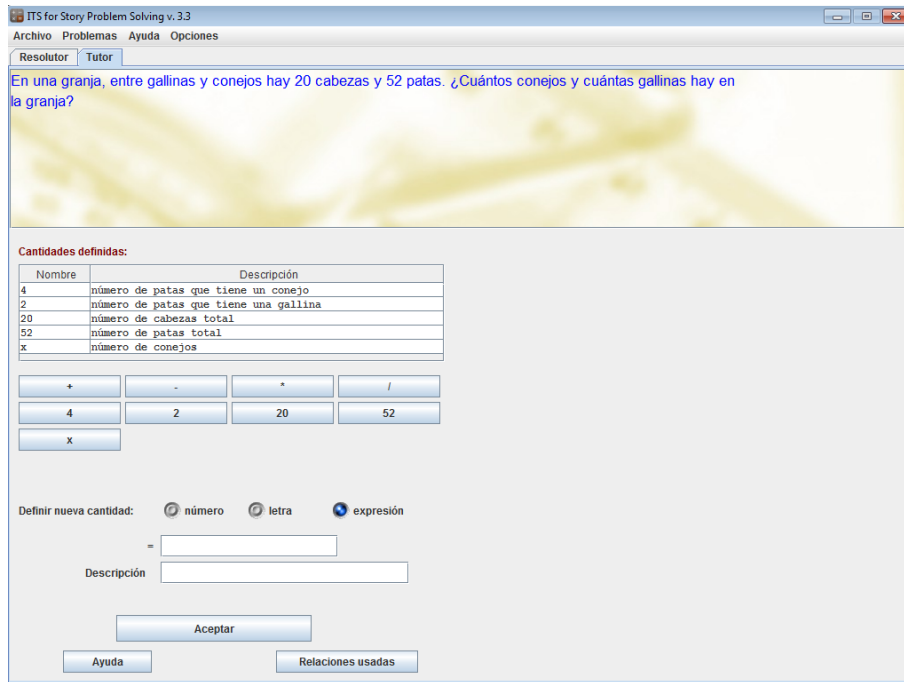 ITS for Story Problem Solving v. 3.3
Archivo Problemas Ayuda Opciones
Resolutor Tutor
En una granja, entre gallinas y conejos hay 20 cabezas y 52 patas. ¿Cuántos conejos y cuántas gallinas hay en
la granja?
Cantidades definidas:
Nombre Descripción
4 número de patas que tiene un conejo
2 número de patas que tiene una gallina
20 número de cabezas total
52 número de patas total
x número de conejos
+ - * /
4 2 20 52
x
Definir nueva cantidad: número letra expresión
=
Descripción
Aceptar
Ayuda Relaciones usadas